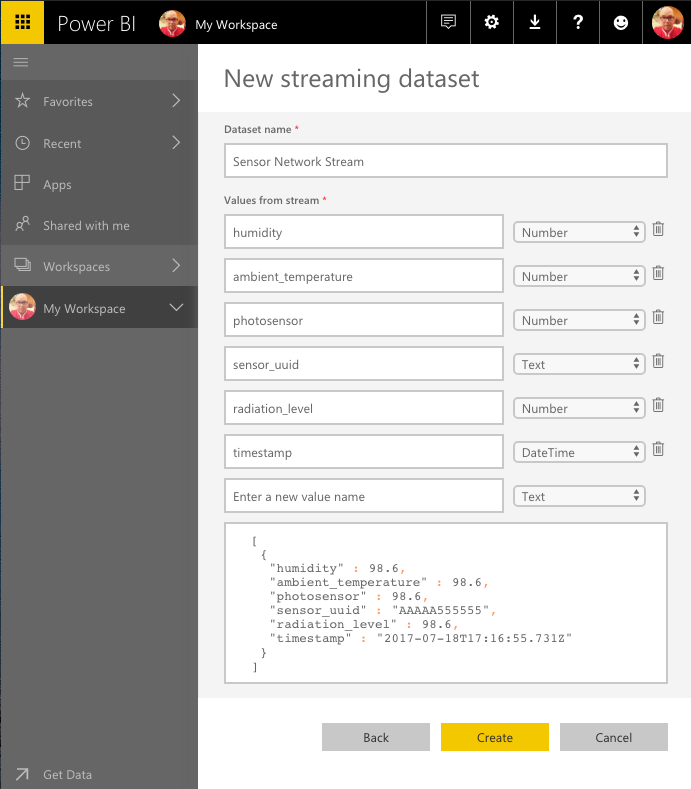 Power BI
My Workspace
?
New streaming dataset
Favorites
Recent
Apps
Shared with me
Workspaces
My Workspace
Get Data
Dataset name *
Sensor Network Stream
Values from stream *
humidity Number
ambient_temperature Number
photosensor Number
sensor_uuid Text
radiation_level Number
timestamp DateTime
Enter a new value name Text
[
{
"humidity" : 98.6,
"ambient_temperature" : 98.6,
"photosensor" : 98.6,
"sensor_uuid" : "AAAAA555555",
"radiation_level" : 98.6,
"timestamp" : "2017-07-18T17:16:55.731Z"
}
]
Back Create Cancel